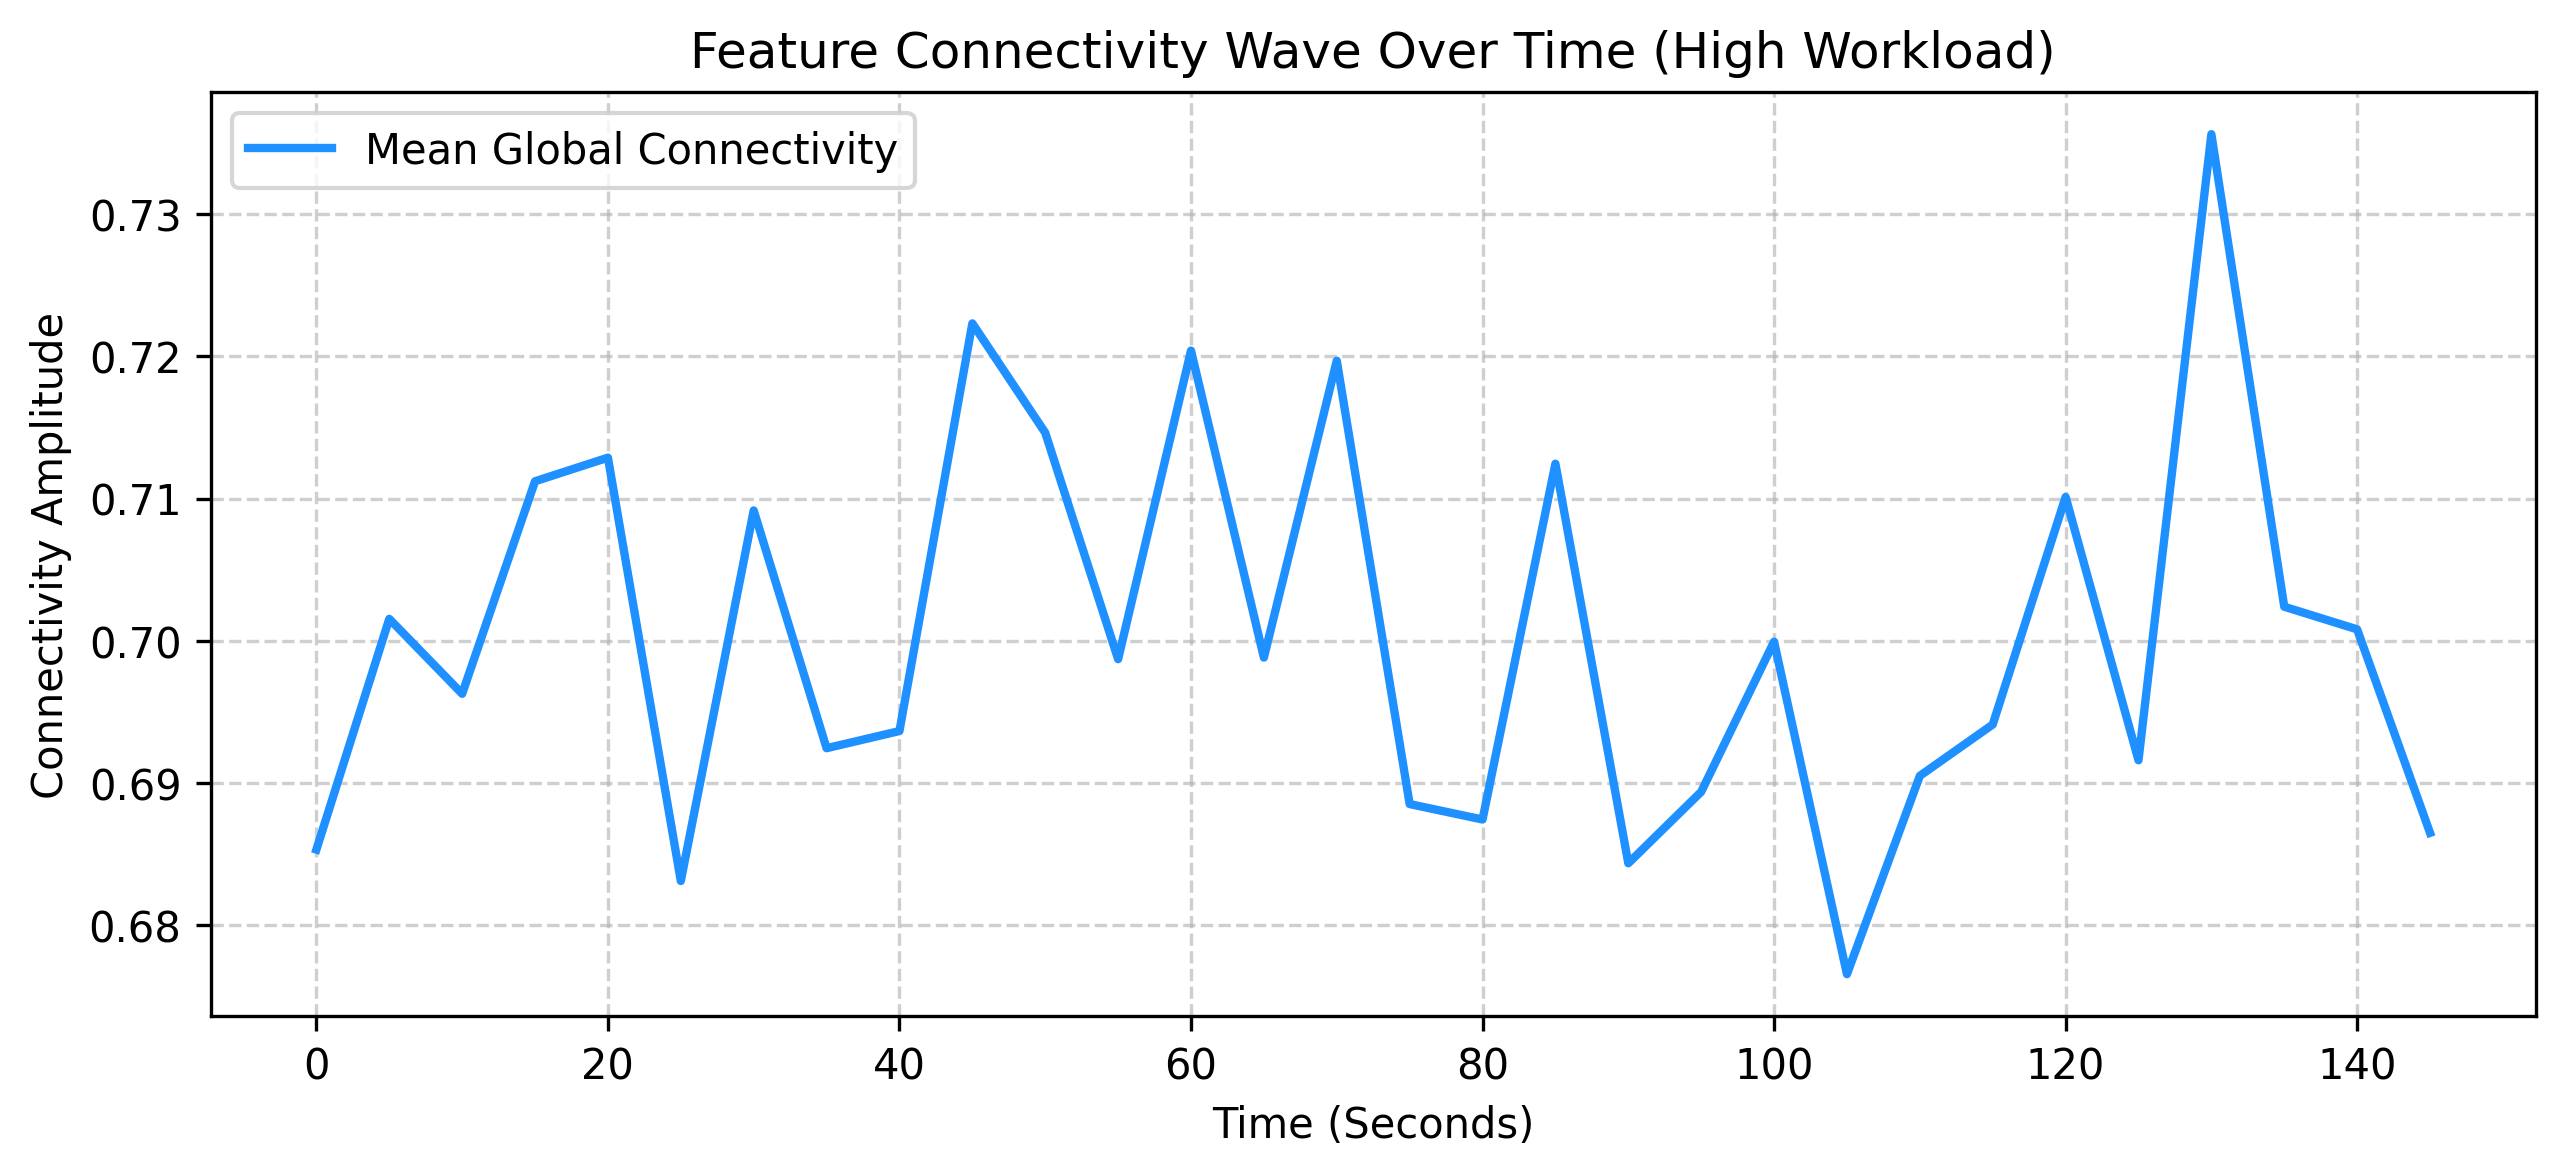 Feature Connectivity Wave Over Time (High Workload)
Mean Global Connectivity
Connectivity Amplitude
0.73
0.72
0.71
0.70
0.69
0.68
0 20 40 60 80 100 120 140
Time (Seconds)